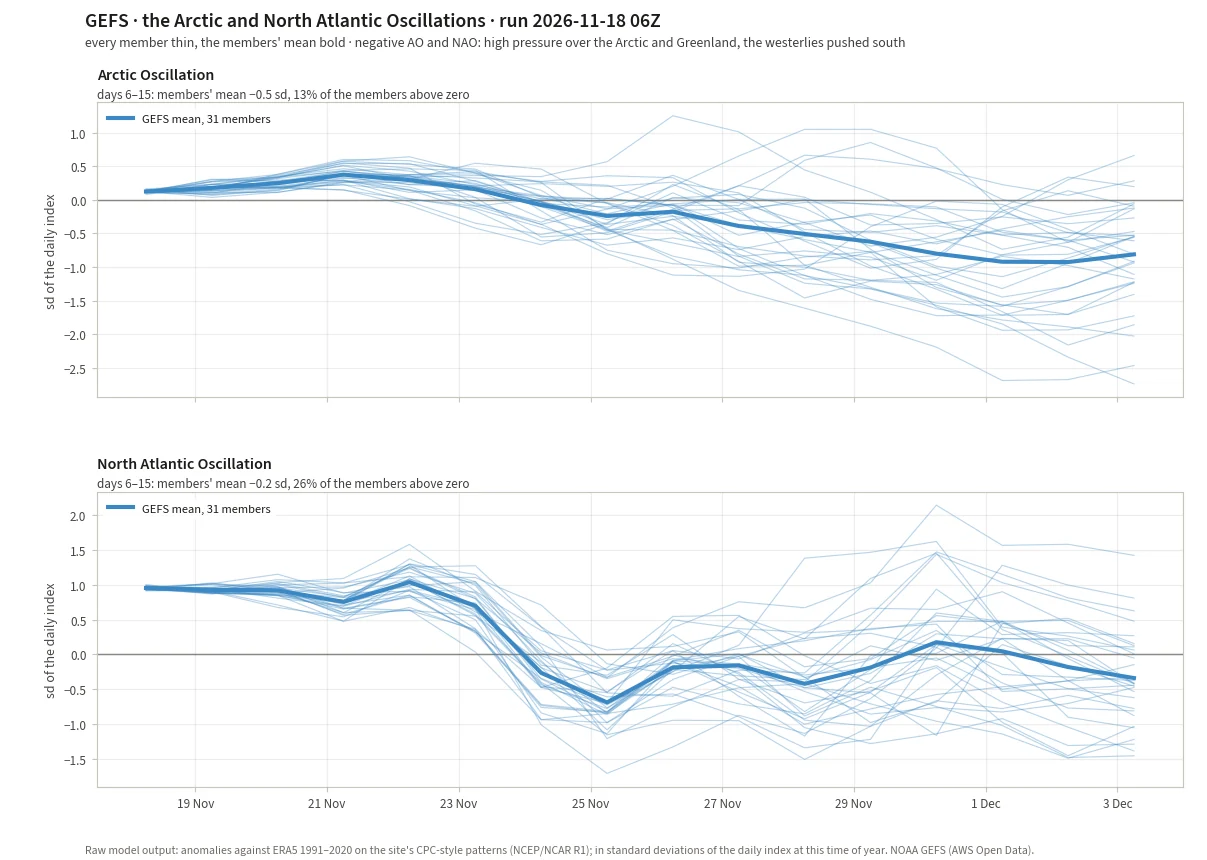 GEFS · the Arctic and North Atlantic Oscillations · run 2026-11-18 06Z
every member thin, the members' mean bold · negative AO and NAO: high pressure over the Arctic and Greenland, the westerlies pushed south
Arctic Oscillation
days 6–15: members' mean −0.5 sd, 13% of the members above zero
GEFS mean, 31 members
sd of the daily index
1.0
0.5
0.0
−0.5
−1.0
−1.5
−2.0
−2.5
North Atlantic Oscillation
days 6–15: members' mean −0.2 sd, 26% of the members above zero
GEFS mean, 31 members
sd of the daily index
2.0
1.5
1.0
0.5
0.0
−0.5
−1.0
−1.5
19 Nov 21 Nov 23 Nov 25 Nov 27 Nov 29 Nov 1 Dec 3 Dec
Raw model output: anomalies against ERA5 1991–2020 on the site's CPC-style patterns (NCEP/NCAR R1); in standard deviations of the daily index at this time of year. NOAA GEFS (AWS Open Data).